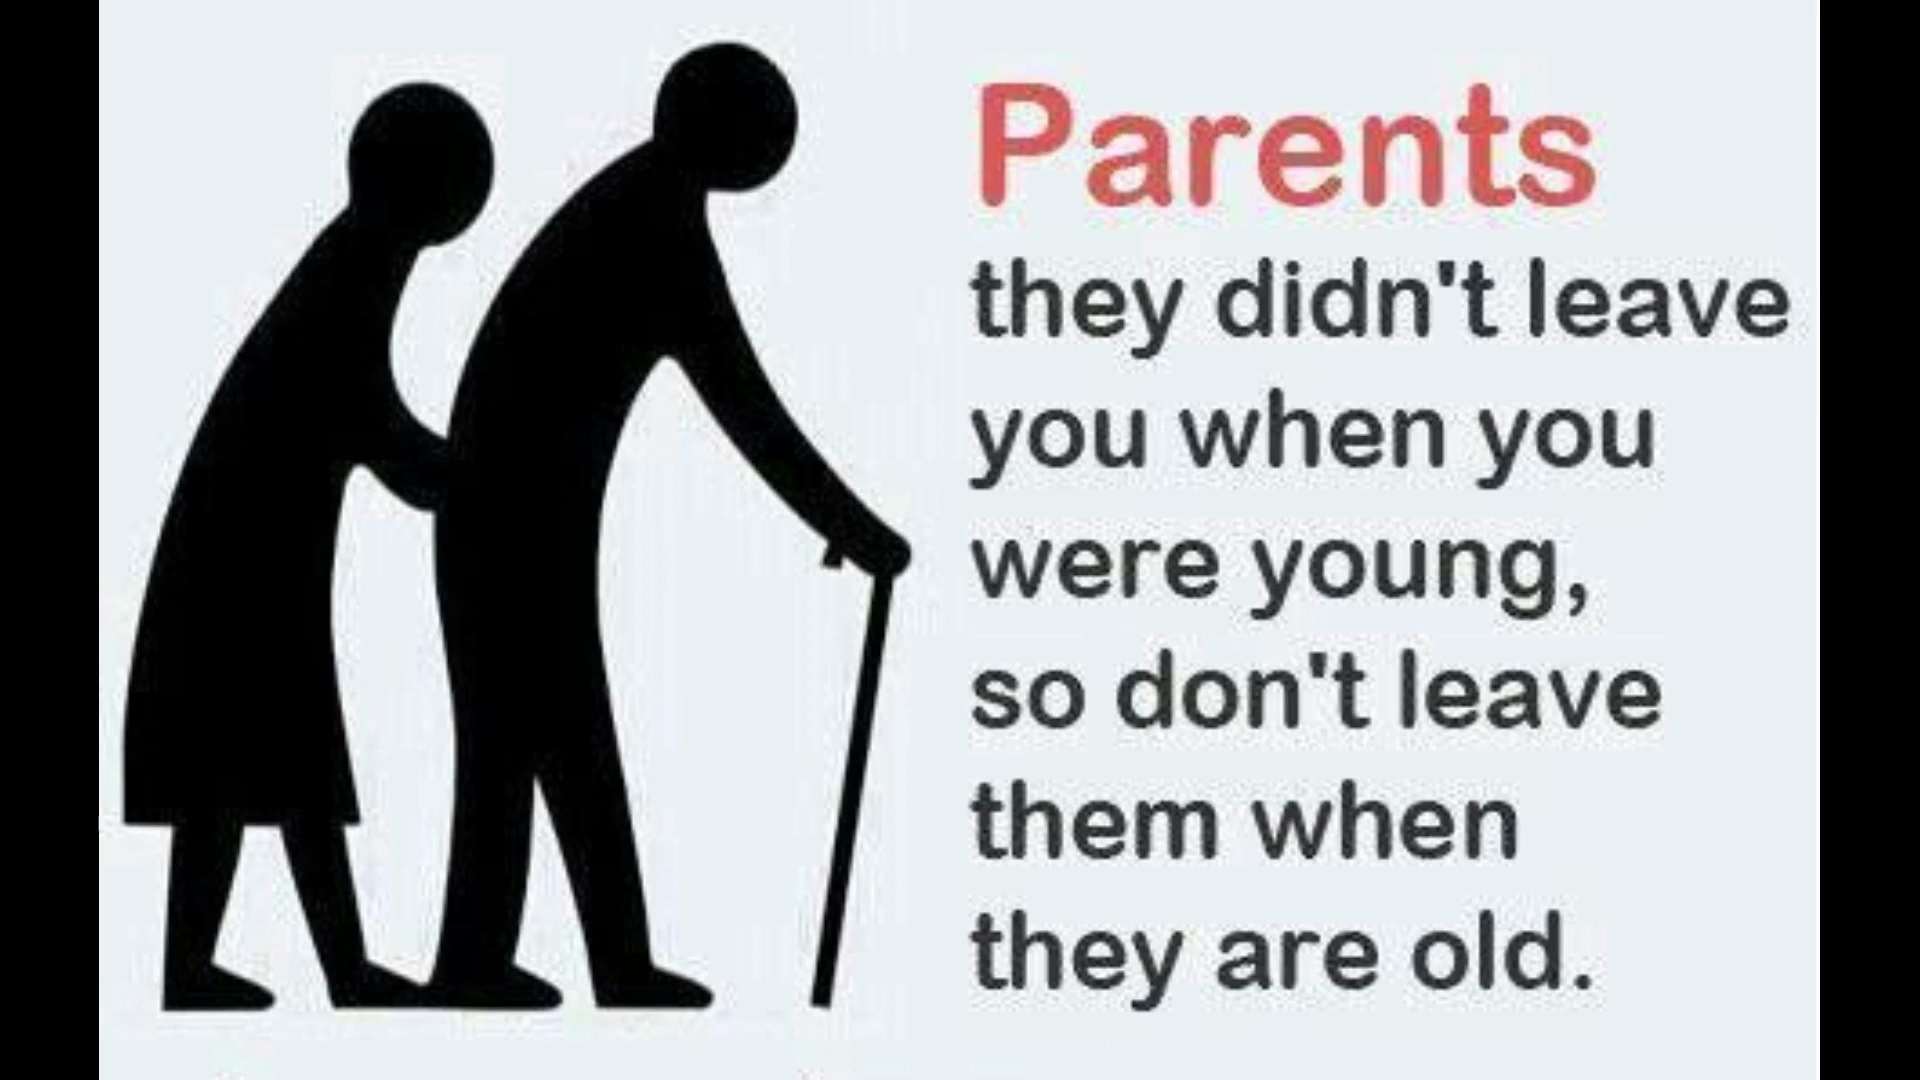 Parents
they didn't leave
you when you
were young,
so don't leave
them when
they are old.